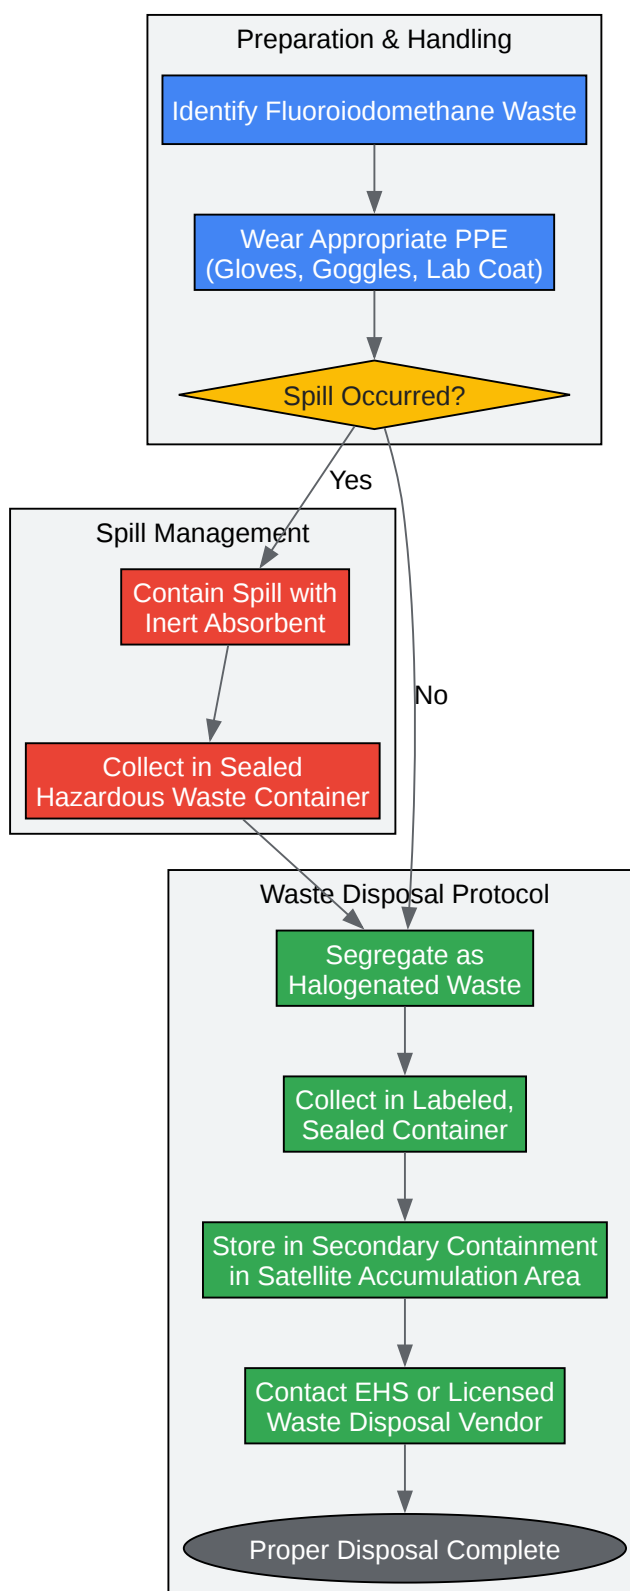 Preparation & Handling
Identify Fluoroiodomethane Waste
Wear Appropriate PPE
(Gloves, Goggles, Lab Coat)
Spill Occurred?
Yes
Spill Management
Contain Spill with
Inert Absorbent
No
Collect in Sealed
Hazardous Waste Container
Waste Disposal Protocol
Segregate as
Halogenated Waste
Collect in Labeled,
Sealed Container
Store in Secondary Containment
in Satellite Accumulation Area
Contact EHS or Licensed
Waste Disposal Vendor
Proper Disposal Complete